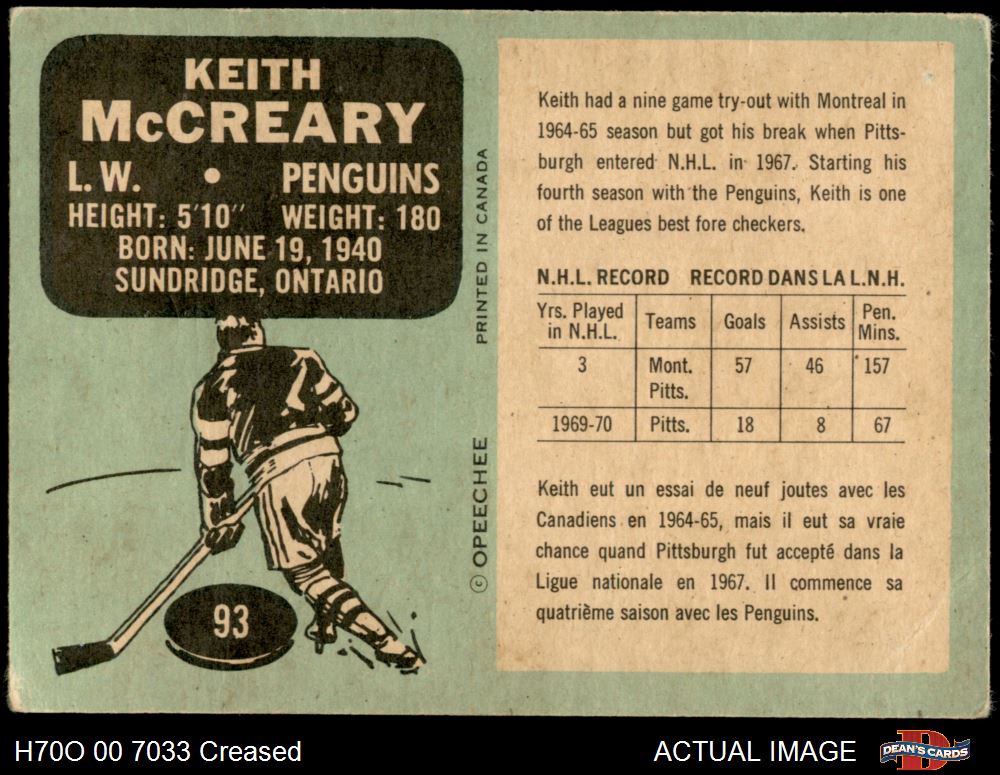 KEITH
McCREARY
L. W. • PENGUINS
HEIGHT: 5'10" WEIGHT: 180
BORN: JUNE 19, 1940
SUNDRIDGE, ONTARIO
93
© OPEECHEE PRINTED IN CANADA
Keith had a nine game try-out with Montreal in
1964-65 season but got his break when Pitts-
burgh entered N.H.L. in 1967. Starting his
fourth season with the Penguins, Keith is one
of the Leagues best fore checkers.
N.H.L. RECORD RECORD DANS LA L.N.H.
Yrs. Played in N.H.L. Teams Goals Assists Pen. Mins.
3 Mont. Pitts. 57 46 157
1969-70 Pitts. 18 8 67
Keith eut un essai de neuf joutes avec les
Canadiens en 1964-65, mais il eut sa vraie
chance quand Pittsburgh fut accepté dans la
Ligue nationale en 1967. Il commence sa
quatrième saison avec les Penguins.
H70O 00 7033 Creased
ACTUAL IMAGE
D
DEAN'S CARDS